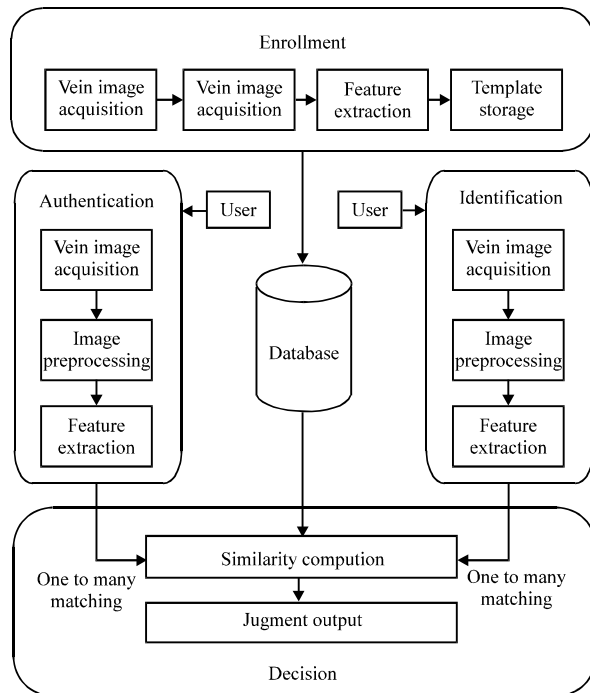 Enrollment
Vein image
acquisition
Vein image
acquisition
Feature
extraction
Template
storage
Authentication
User
User
Identification
Vein image
acquisition
Image
preprocessing
Feature
extraction
Database
Vein image
acquisition
Image
preprocessing
Feature
extraction
One to many
matching
Similarity compution
One to many
matching
Jugment output
Decision